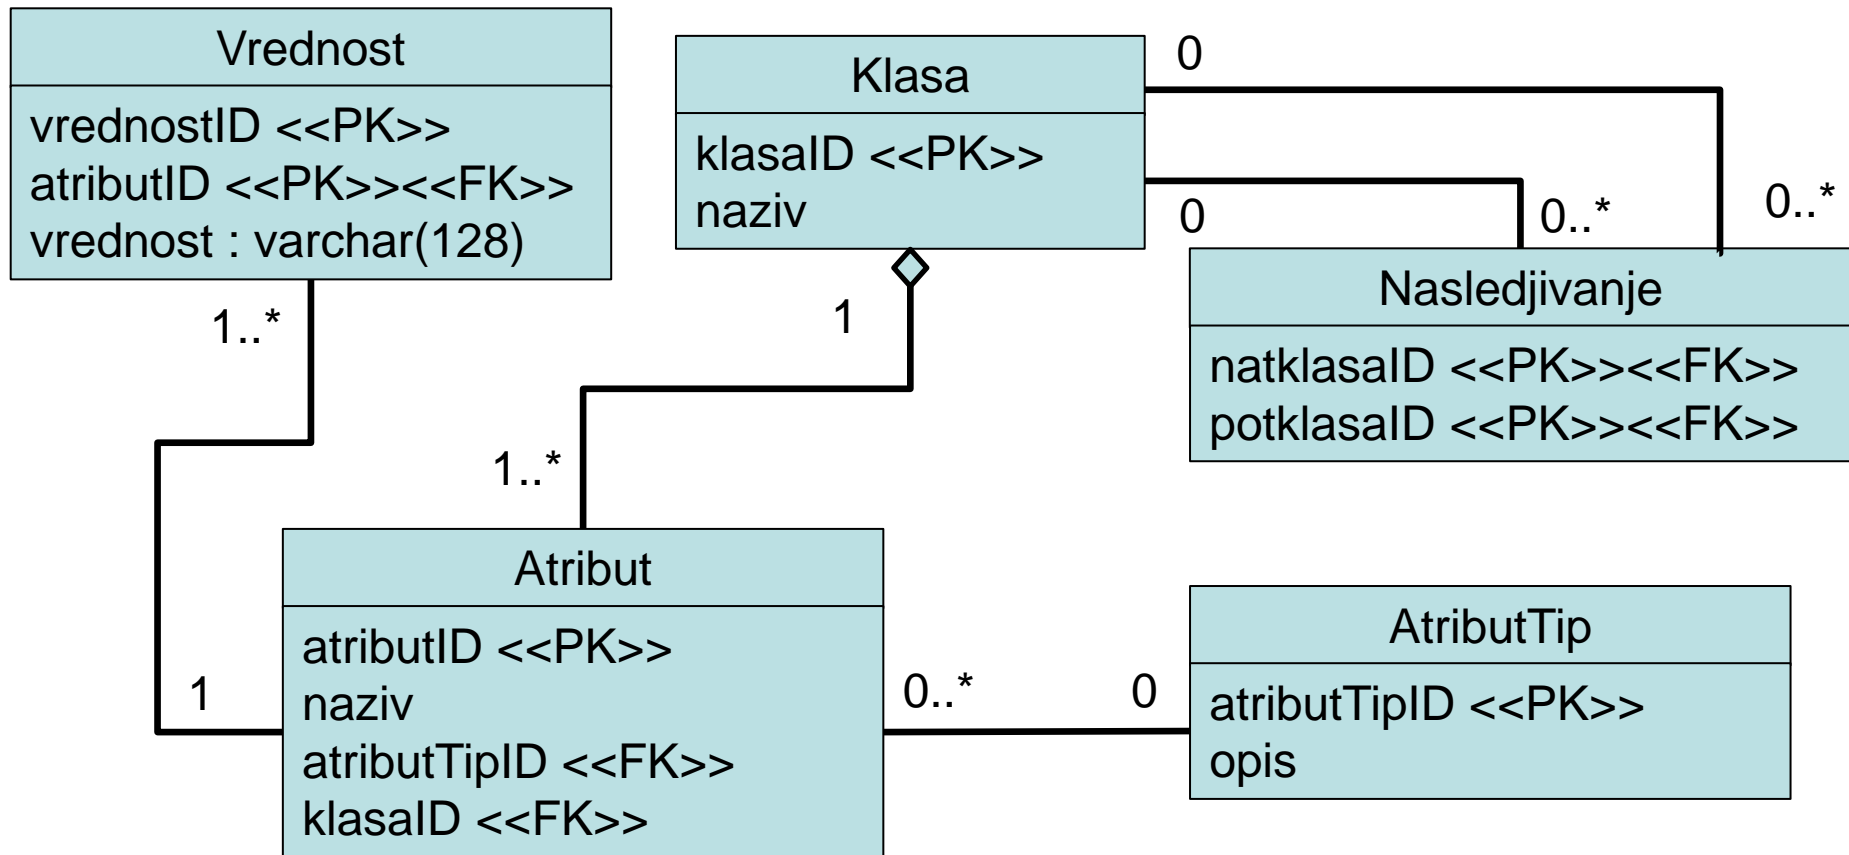 Vrednost
vrednostID <<PK>>
atributID <<PK>><<FK>>
vrednost : varchar(128)
Klasa
klasaID <<PK>>
naziv
0
0
0..*
0..*
Nasledjivanje
natklasaID <<PK>><<FK>>
potklasaID <<PK>><<FK>>
1..*
1
1..*
1
Atribut
atributID <<PK>>
naziv
atributTipID <<FK>>
klasaID <<FK>>
0..*
0
AtributTip
atributTipID <<PK>>
opis